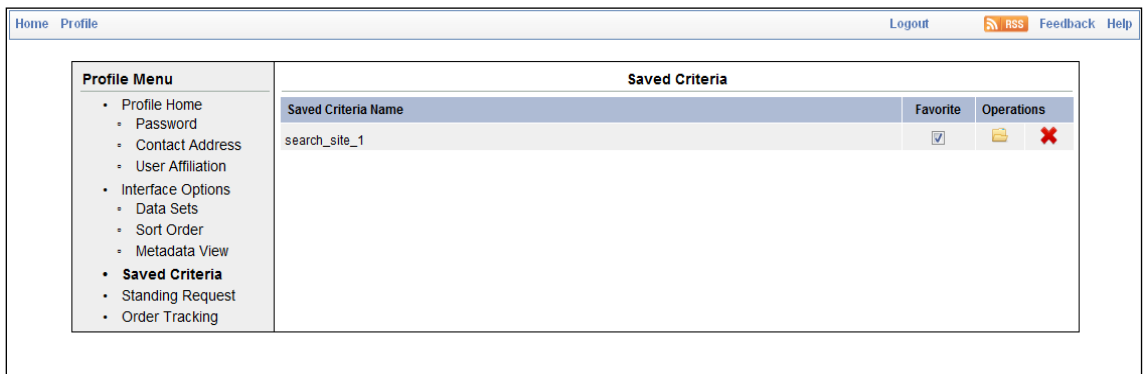 Home Profile Logout RSS Feedback Help
Profile Menu
• Profile Home
▫ Password
▫ Contact Address
▫ User Affiliation
• Interface Options
▫ Data Sets
▫ Sort Order
▫ Metadata View
• Saved Criteria
• Standing Request
• Order Tracking
Saved Criteria
Saved Criteria Name Favorite Operations
search_site_1